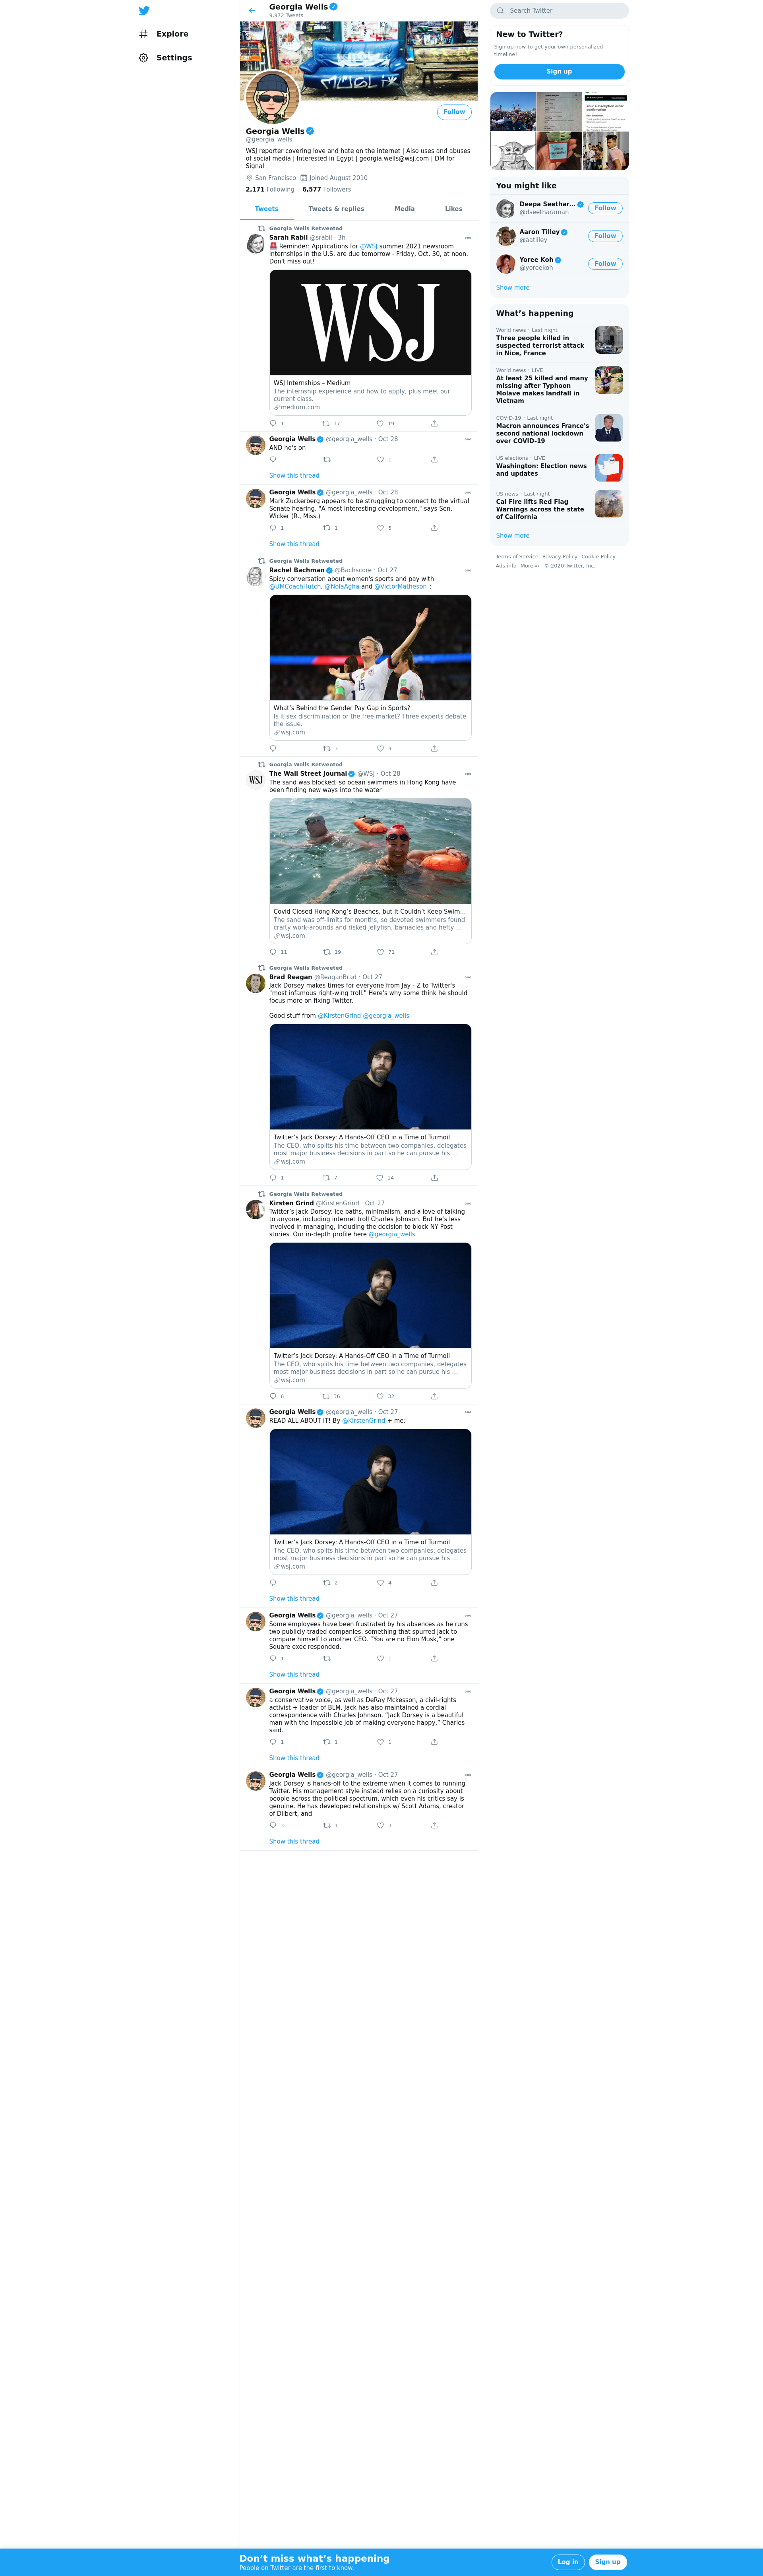 Explore
Settings
Georgia Wells
9,972 Tweets
Follow
Georgia Wells
@georgia_wells
WSJ reporter covering love and hate on the internet | Also uses and abuses
of social media | Interested in Egypt | georgia.wells@wsj.com | DM for
Signal
San Francisco Joined August 2010
2,171 Following 6,577 Followers
Tweets Tweets & replies Media Likes
Georgia Wells Retweeted
Sarah Rabil @srabil · 3h
🚨 Reminder: Applications for @WSJ summer 2021 newsroom
internships in the U.S. are due tomorrow - Friday, Oct. 30, at noon.
Don't miss out!
WSJ
WSJ Internships – Medium
The internship experience and how to apply, plus meet our
current class.
medium.com
1 17 19
Georgia Wells @georgia_wells · Oct 28
AND he's on
1
Show this thread
Georgia Wells @georgia_wells · Oct 28
Mark Zuckerberg appears to be struggling to connect to the virtual
Senate hearing. "A most interesting development," says Sen.
Wicker (R., Miss.)
1 1 5
Show this thread
Georgia Wells Retweeted
Rachel Bachman @Bachscore · Oct 27
Spicy conversation about women's sports and pay with
@UMCoachHutch, @NolaAgha and @VictorMatheson_:
15
What's Behind the Gender Pay Gap in Sports?
Is it sex discrimination or the free market? Three experts debate
the issue.
wsj.com
3 9
Georgia Wells Retweeted
The Wall Street Journal @WSJ · Oct 28
WSJ
The sand was blocked, so ocean swimmers in Hong Kong have
been finding new ways into the water
Covid Closed Hong Kong's Beaches, but It Couldn't Keep Swim…
The sand was off-limits for months, so devoted swimmers found
crafty work-arounds and risked jellyfish, barnacles and hefty …
wsj.com
11 19 71
Georgia Wells Retweeted
Brad Reagan @ReaganBrad · Oct 27
Jack Dorsey makes times for everyone from Jay - Z to Twitter's
"most infamous right-wing troll." Here's why some think he should
focus more on fixing Twitter.
Good stuff from @KirstenGrind @georgia_wells
Twitter's Jack Dorsey: A Hands-Off CEO in a Time of Turmoil
The CEO, who splits his time between two companies, delegates
most major business decisions in part so he can pursue his …
wsj.com
1 7 14
Georgia Wells Retweeted
Kirsten Grind @KirstenGrind · Oct 27
Twitter's Jack Dorsey: ice baths, minimalism, and a love of talking
to anyone, including internet troll Charles Johnson. But he's less
involved in managing, including the decision to block NY Post
stories. Our in-depth profile here @georgia_wells
Twitter's Jack Dorsey: A Hands-Off CEO in a Time of Turmoil
The CEO, who splits his time between two companies, delegates
most major business decisions in part so he can pursue his …
wsj.com
6 36 32
Georgia Wells @georgia_wells · Oct 27
READ ALL ABOUT IT! By @KirstenGrind + me:
Twitter's Jack Dorsey: A Hands-Off CEO in a Time of Turmoil
The CEO, who splits his time between two companies, delegates
most major business decisions in part so he can pursue his …
wsj.com
2 4
Show this thread
Georgia Wells @georgia_wells · Oct 27
Some employees have been frustrated by his absences as he runs
two publicly-traded companies, something that spurred Jack to
compare himself to another CEO. "You are no Elon Musk," one
Square exec responded.
1 1
Show this thread
Georgia Wells @georgia_wells · Oct 27
a conservative voice, as well as DeRay Mckesson, a civil-rights
activist + leader of BLM. Jack has also maintained a cordial
correspondence with Charles Johnson. "Jack Dorsey is a beautiful
man with the impossible job of making everyone happy," Charles
said.
1 1 1
Show this thread
Georgia Wells @georgia_wells · Oct 27
Jack Dorsey is hands-off to the extreme when it comes to running
Twitter. His management style instead relies on a curiosity about
people across the political spectrum, which even his critics say is
genuine. He has developed relationships w/ Scott Adams, creator
of Dilbert, and
3 1 3
Show this thread
Search Twitter
New to Twitter?
Sign up now to get your own personalized
timeline!
Sign up
Your subscription order
confirmation
You might like
Deepa Seethar…
@dseetharaman
Follow
Aaron Tilley
@aatilley
Follow
Yoree Koh
@yoreekoh
Follow
Show more
What's happening
World news · Last night
Three people killed in
suspected terrorist attack
in Nice, France
World news · LIVE
At least 25 killed and many
missing after Typhoon
Molave makes landfall in
Vietnam
COVID-19 · Last night
Macron announces France's
second national lockdown
over COVID-19
US elections · LIVE
Washington: Election news
and updates
US news · Last night
Cal Fire lifts Red Flag
Warnings across the state
of California
Show more
Terms of Service Privacy Policy Cookie Policy
Ads info More © 2020 Twitter, Inc.
Don't miss what's happening
People on Twitter are the first to know.
Log in Sign up